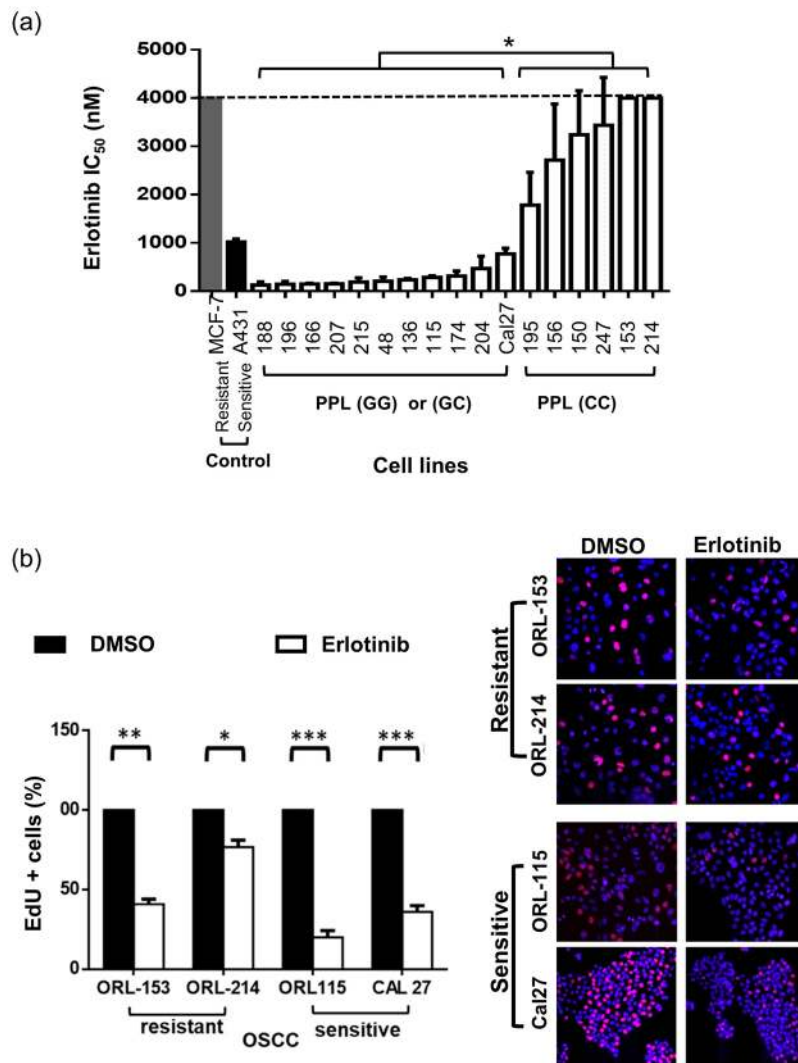 (a)
*
5000
4000
3000
2000
1000
0
Erlotinib IC50 (nM)
MCF-7
A431
188
196
166
207
215
48
136
115
174
204
Cal27
195
156
150
247
153
214
Resistant
Sensitive
Control
PPL (GG) or (GC)
PPL (CC)
Cell lines
(b)
DMSO
Erlotinib
150
00
50
0
EdU + cells (%)
** * *** ***
ORL-153 ORL-214 ORL115 CAL 27
resistant sensitive
OSCC
DMSO Erlotinib
Resistant
ORL-153
ORL-214
Sensitive
ORL-115
Cal27